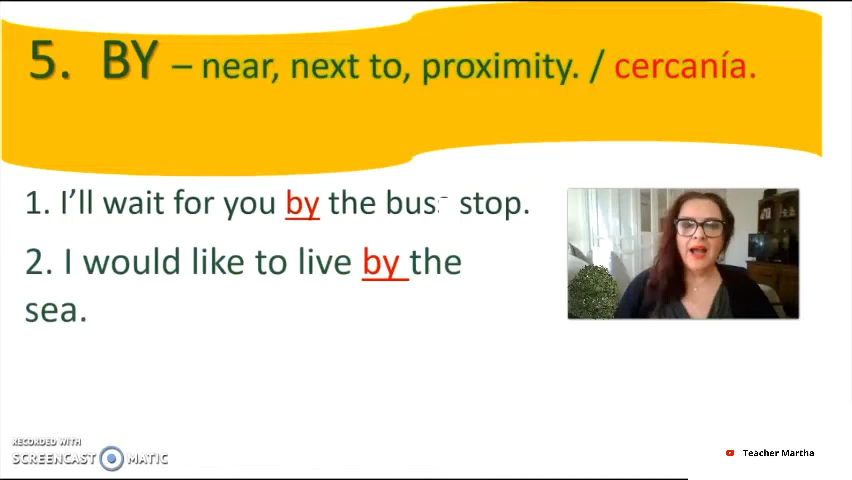 5. BY – near, next to, proximity. / cercanía.
1. I'll wait for you by the bus stop.
2. I would like to live by the
sea.
RECORDED WITH
SCREENCAST MATIC
Teacher Martha